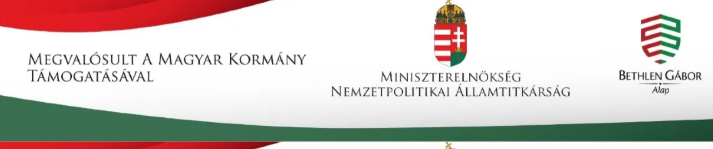 Megvalósult A Magyar Kormány
Támogatásával
Miniszterelnökség
Nemzetpolitikai Államtitkárság
Bethlen Gábor
Alap